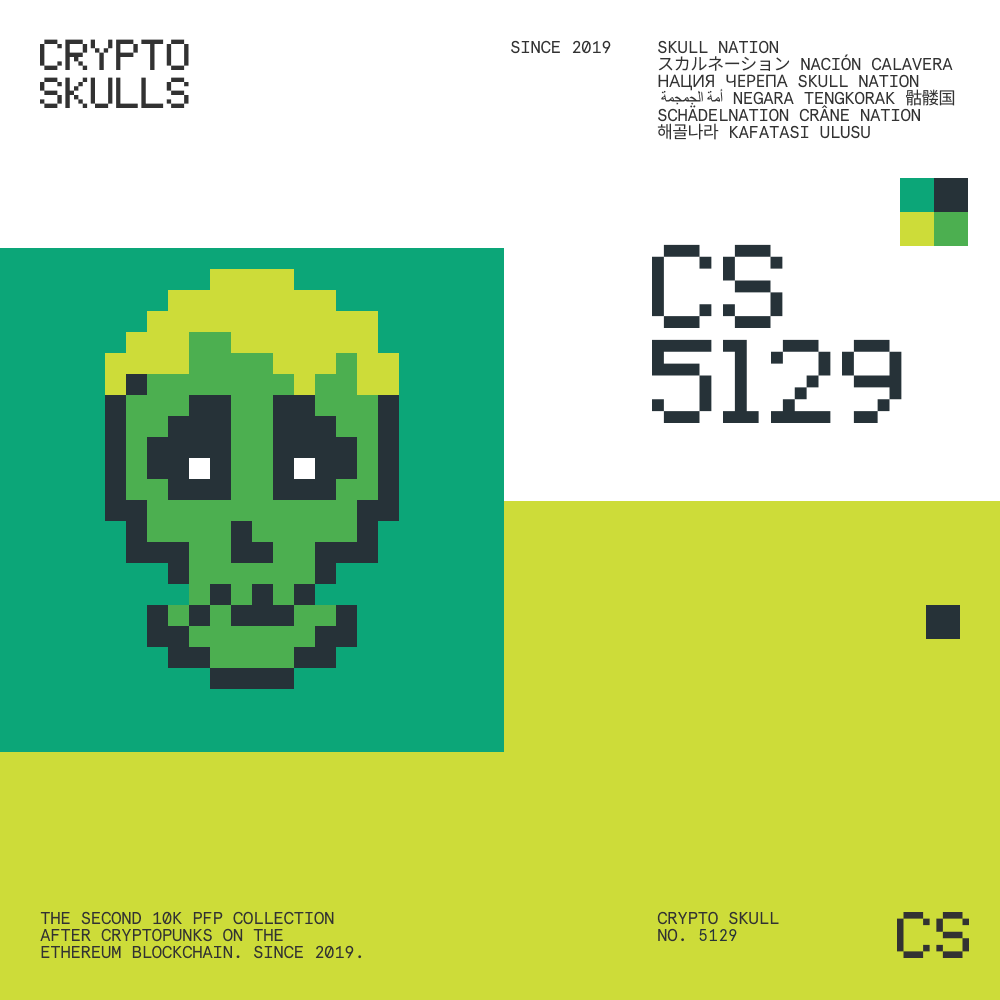 CRYPTO
SKULLS
SINCE 2019
SKULL NATION
スカルネーション NACIÓN CALAVERA
НАЦИЯ ЧЕРЕПА SKULL NATION
أمة الجمجمة NEGARA TENGKORAK 骷髅国
SCHÄDELNATION CRÂNE NATION
해골나라 KAFATASI ULUSU
CS
5129
THE SECOND 10K PFP COLLECTION
AFTER CRYPTOPUNKS ON THE
ETHEREUM BLOCKCHAIN. SINCE 2019.
CRYPTO SKULL
NO. 5129
CS